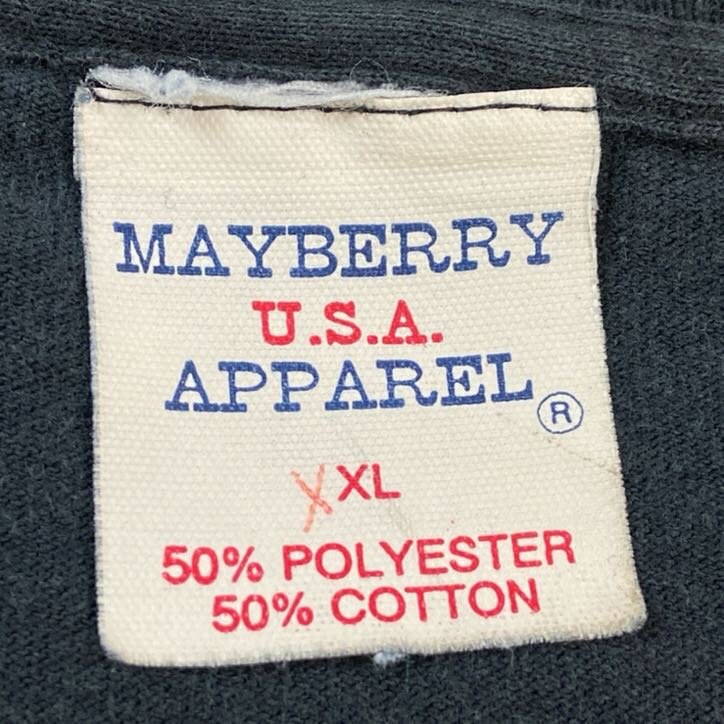 MAYBERRY
U.S.A.
APPAREL®
XXL
50% POLYESTER
50% COTTON